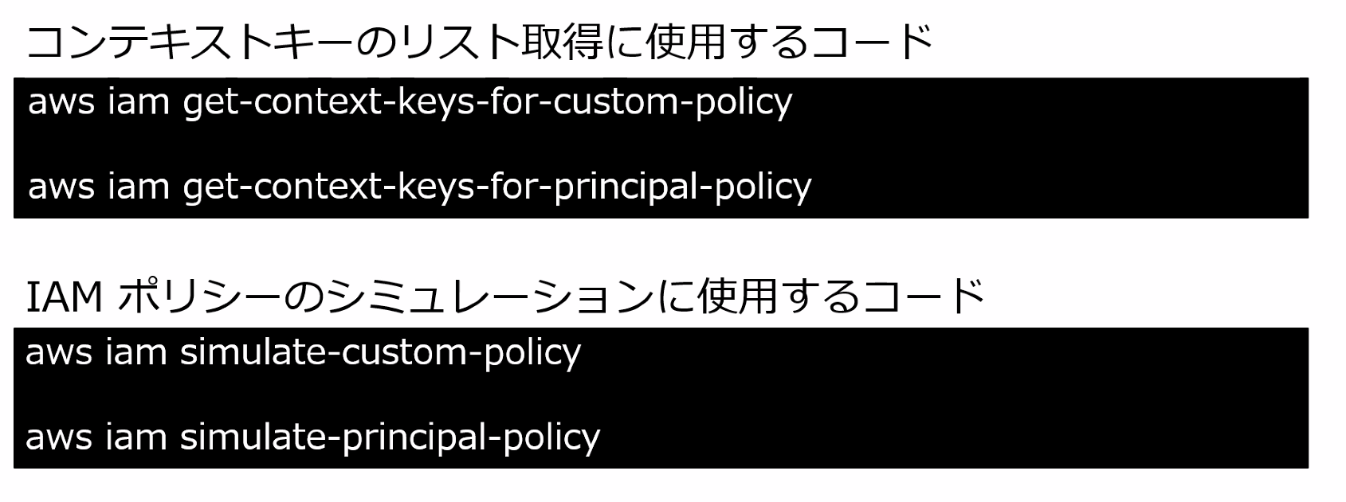 コンテキストキーのリスト取得に使用するコード
aws iam get-context-keys-for-custom-policy
aws iam get-context-keys-for-principal-policy
IAM ポリシーのシミュレーションに使用するコード
aws iam simulate-custom-policy
aws iam simulate-principal-policy